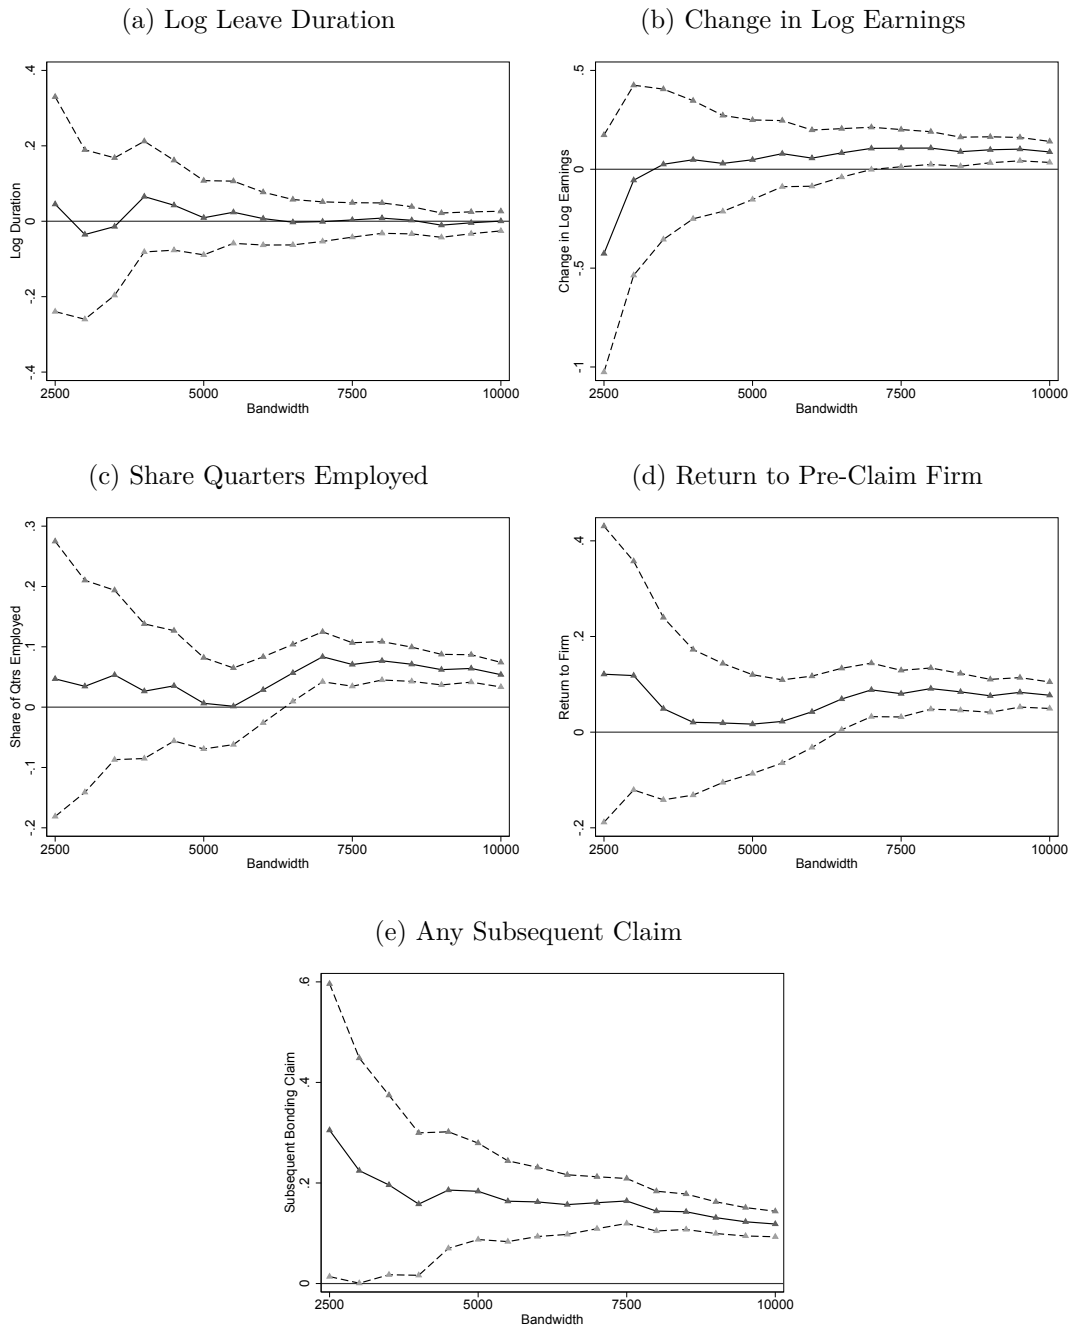 (a) Log Leave Duration
Log Duration
.4
.2
0
-.2
-.4
2500 5000 7500 10000
Bandwidth
(b) Change in Log Earnings
Change in Log Earnings
.5
0
-.5
-1
2500 5000 7500 10000
Bandwidth
(c) Share Quarters Employed
Share of Qtrs Employed
.3
.2
.1
0
-.1
-.2
2500 5000 7500 10000
Bandwidth
(d) Return to Pre-Claim Firm
Return to Firm
.4
.2
0
-.2
2500 5000 7500 10000
Bandwidth
(e) Any Subsequent Claim
Subsequent Bonding Claim
.6
.4
.2
0
2500 5000 7500 10000
Bandwidth